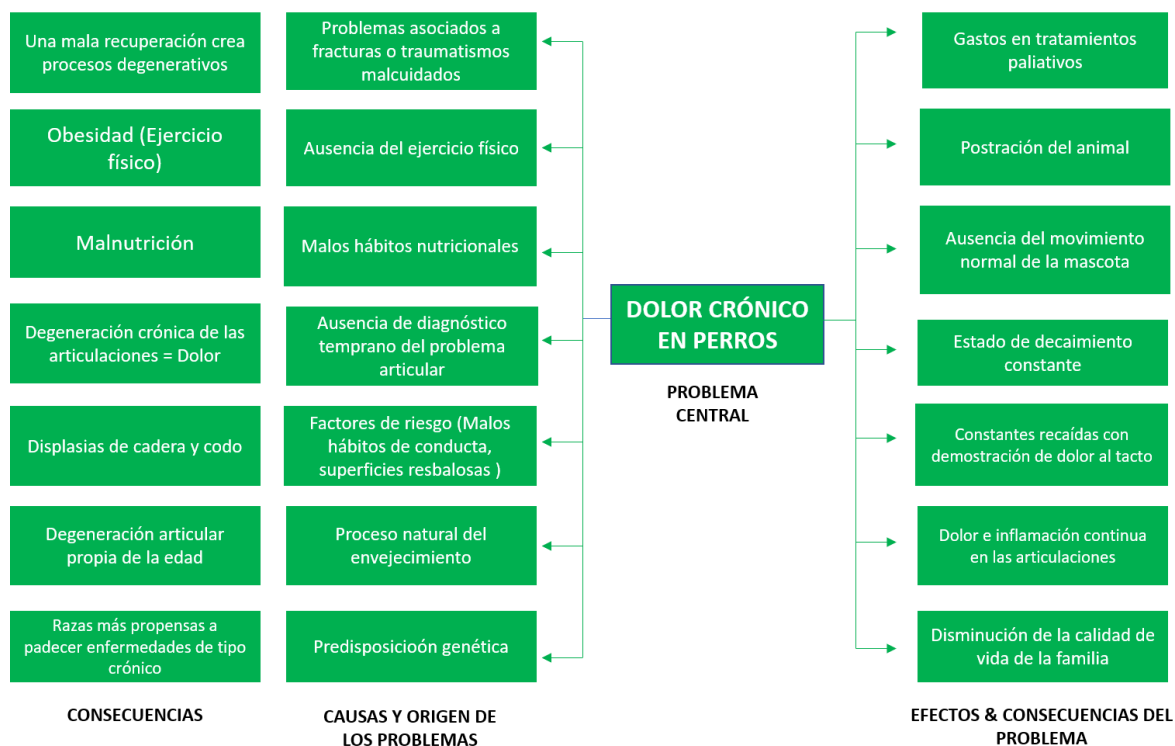 Una mala recuperación crea
procesos degenerativos
Obesidad (Ejercicio
físico)
Malnutrición
Degeneración crónica de las
articulaciones = Dolor
Displasias de cadera y codo
Degeneración articular
propia de la edad
Razas más propensas a
padecer enfermedades de tipo
crónico
CONSECUENCIAS
Problemas asociados a
fracturas o traumatismos
malcuidados
Ausencia del ejercicio físico
Malos hábitos nutricionales
Ausencia de diagnóstico
temprano del problema
articular
Factores de riesgo (Malos
hábitos de conducta,
superficies resbalosas )
Proceso natural del
envejecimiento
Predisposicioón genética
CAUSAS Y ORIGEN DE
LOS PROBLEMAS
DOLOR CRÓNICO
EN PERROS
PROBLEMA
CENTRAL
Gastos en tratamientos
paliativos
Postración del animal
Ausencia del movimiento
normal de la mascota
Estado de decaimiento
constante
Constantes recaídas con
demostración de dolor al tacto
Dolor e inflamación continua
en las articulaciones
Disminución de la calidad de
vida de la familia
EFECTOS & CONSECUENCIAS DEL
PROBLEMA